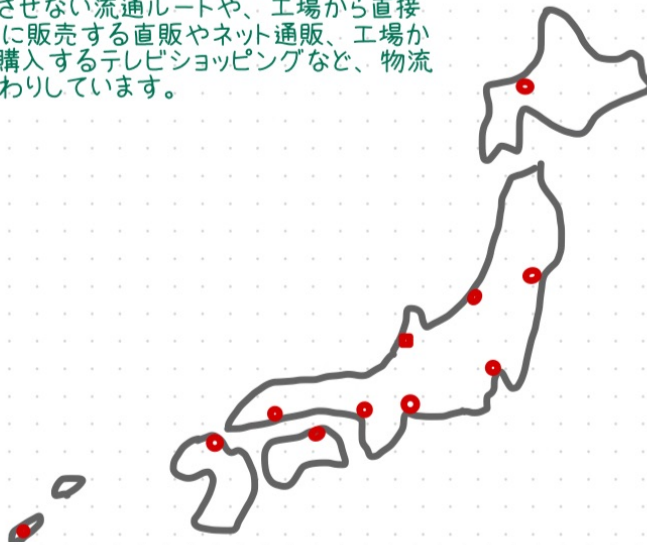 させない流通ルートや、工場から直接
に販売する直販やネット通販、工場か
購入するテレビショッピングなど、物流
わりしています。